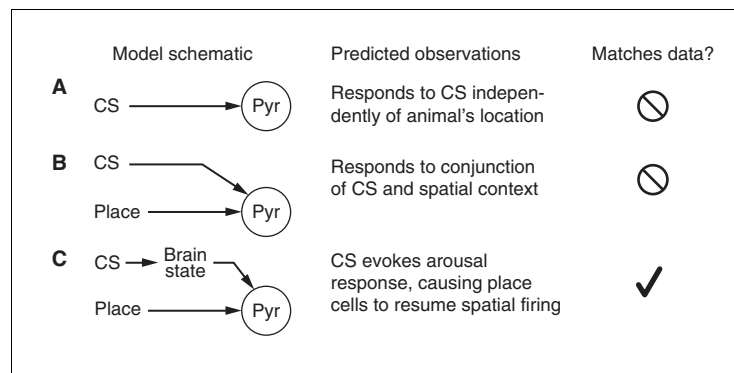 Model schematic Predicted observations Matches data?
A
CS Pyr
Responds to CS indepen-
dently of animal's location
B
CS
Place Pyr
Responds to conjunction
of CS and spatial context
C
CS Brain
state
Place Pyr
CS evokes arousal
response, causing place
cells to resume spatial firing